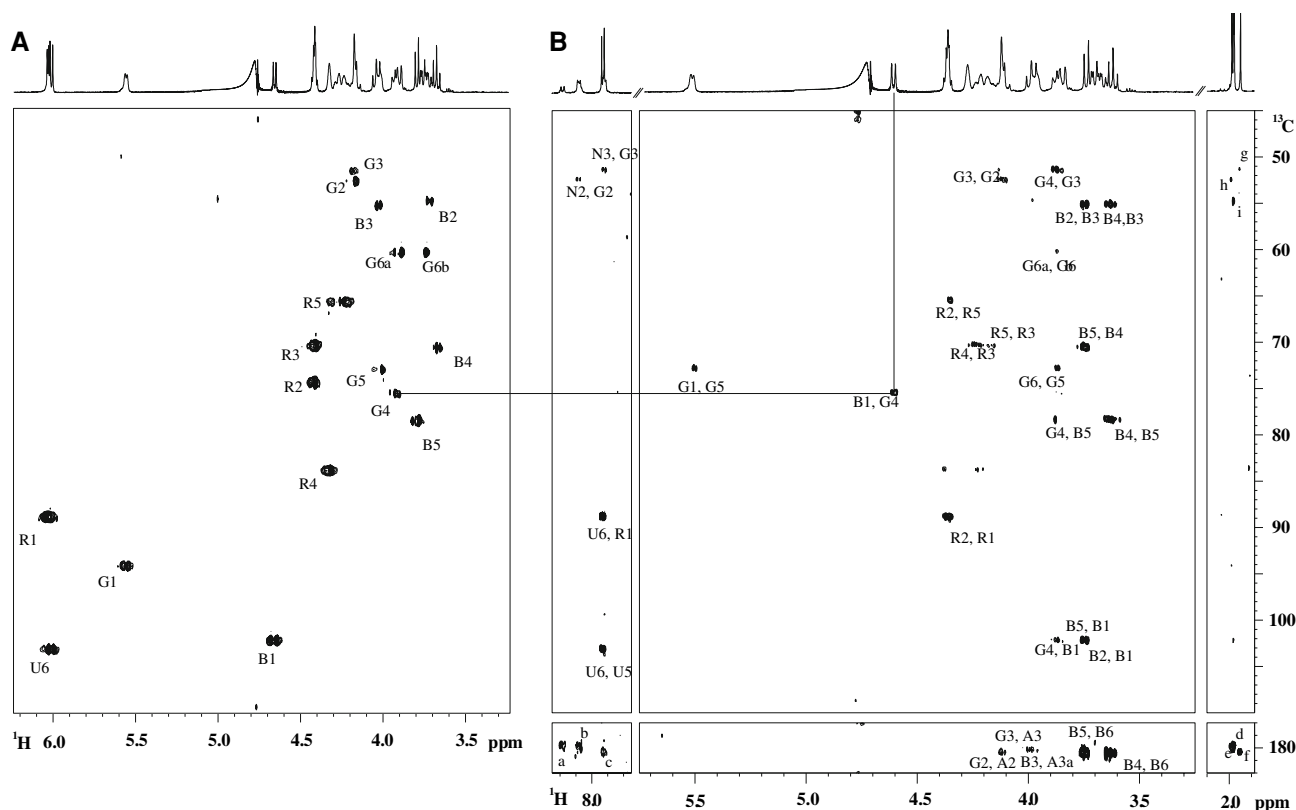 A
B
G3
G2
B3
B2
G6a
G6b
R5
R3
B4
R2
G5
G4
B5
R4
R1
G1
U6
B1
¹H 6.0 5.5 5.0 4.5 4.0 3.5 ppm
N3, G3
N2, G2
G3, G2
G4, G3
B2, B3
B4,B3
G6a, G6b
R2, R5
R5, R3
R4, R3
B5, B4
G1, G5
G6, G5
B1, G4
G4, B5
B4, B5
U6, R1
R2, R1
B5, B1
G4, B1
B2, B1
U6, U5
g
h
i
¹³C
50
60
70
80
90
100
180
a
b
c
G3, A3
G2, A2
B3, A3a
B5, B6
B4, B6
d
e
f
¹H 8.0 5.5 5.0 4.5 4.0 3.5 2.0 ppm